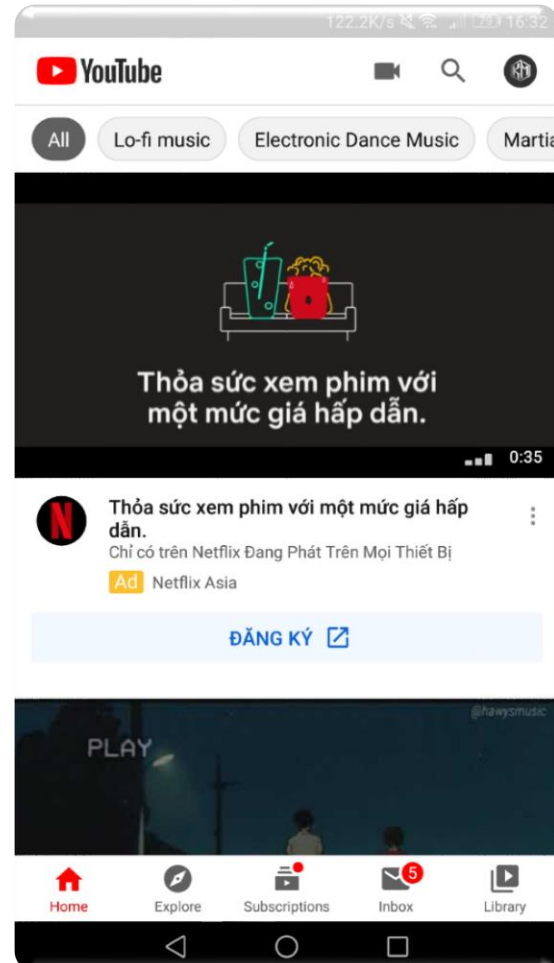 122.2K/s 79 16:32
YouTube
All Lo-fi music Electronic Dance Music Martia
Thỏa sức xem phim với
một mức giá hấp dẫn.
0:35
N
Thỏa sức xem phim với một mức giá hấp
dẫn.
Chỉ có trên Netflix Đang Phát Trên Mọi Thiết Bị
Ad Netflix Asia
ĐĂNG KÝ
@hawysmusic
PLAY
5
Home Explore Subscriptions Inbox Library